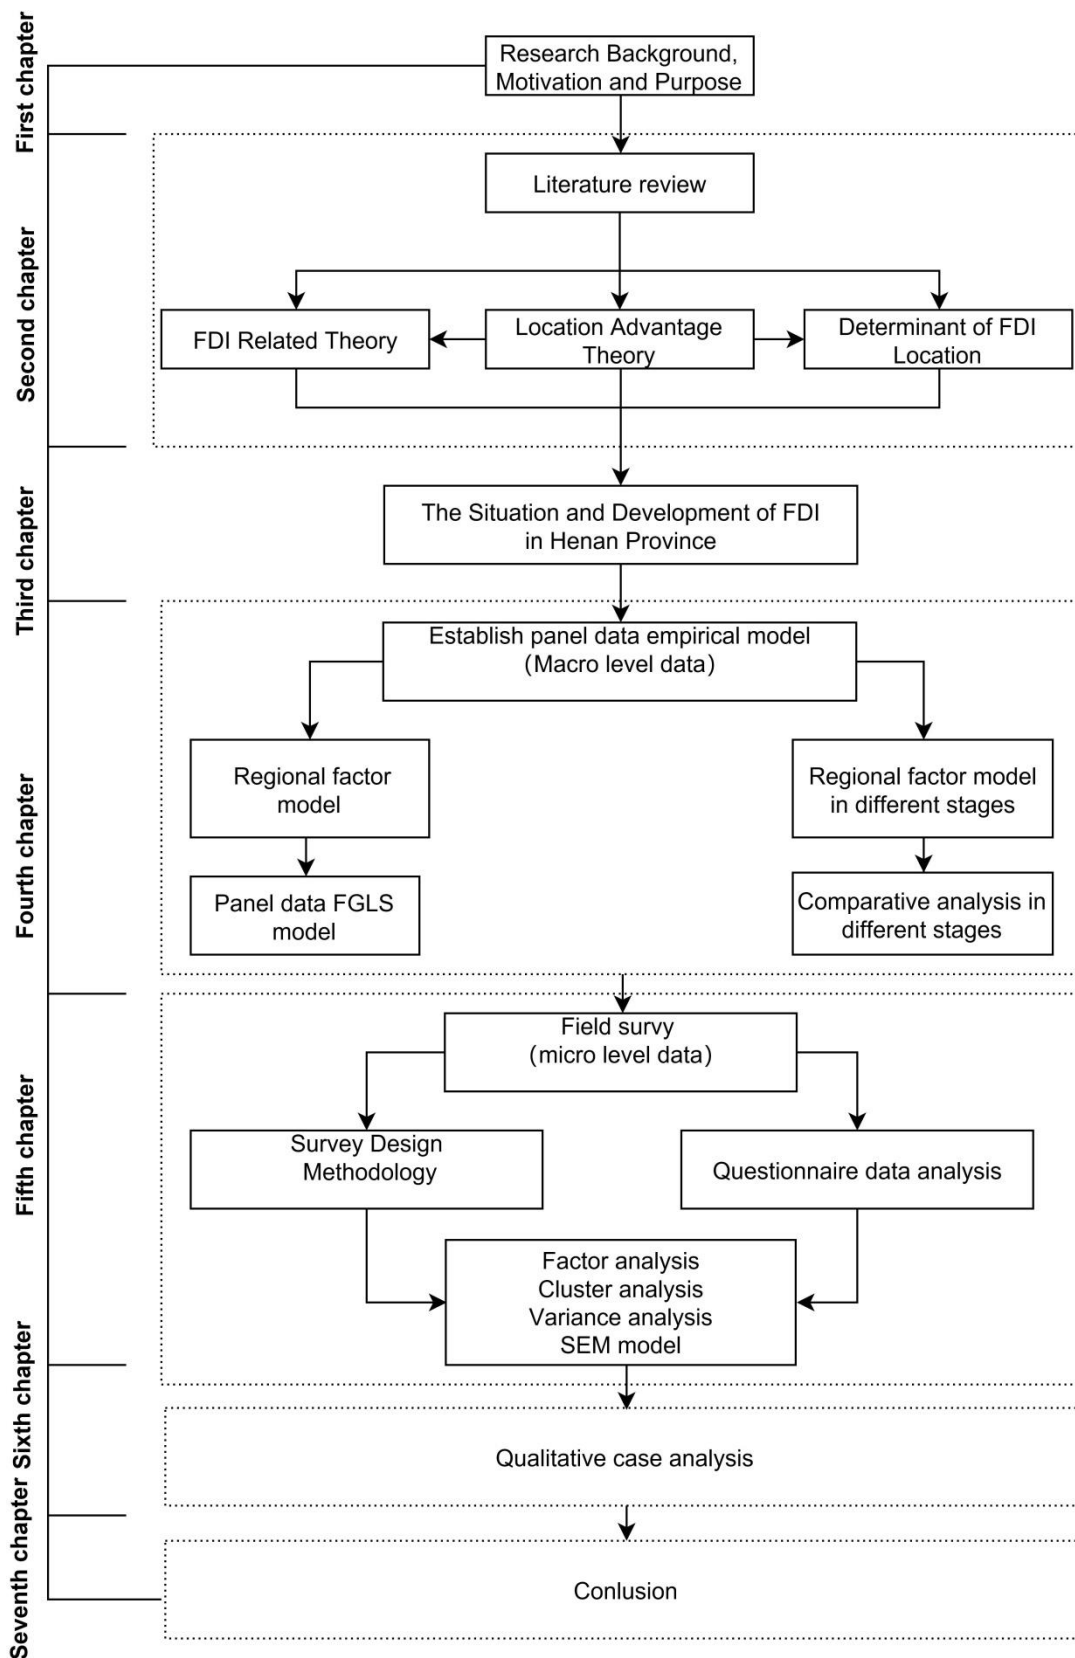 First chapter
Research Background,
Motivation and Purpose
Second chapter
Literature review
FDI Related Theory
Location Advantage
Theory
Determinant of FDI
Location
Third chapter
The Situation and Development of FDI
in Henan Province
Fourth chapter
Establish panel data empirical model
(Macro level data)
Regional factor
model
Regional factor model
in different stages
Panel data FGLS
model
Comparative analysis in
different stages
Fifth chapter
Field survy
(micro level data)
Survey Design
Methodology
Questionnaire data analysis
Factor analysis
Cluster analysis
Variance analysis
SEM model
Sixth chapter
Qualitative case analysis
Seventh chapter
Conlusion